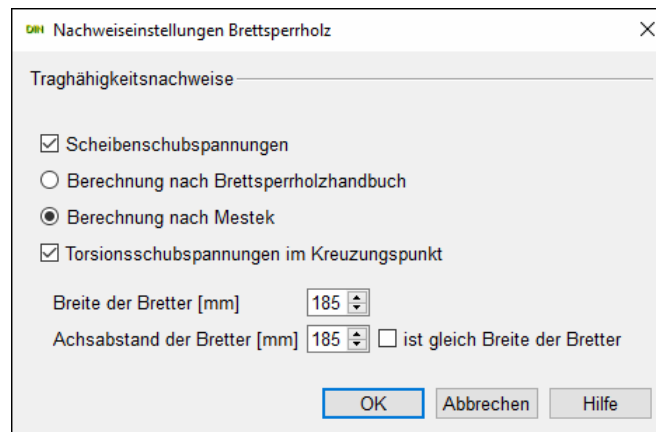 DIN Nachweiseinstellungen Brettsperrholz
Traghähigkeitsnachweise
Scheibenschubspannungen
Berechnung nach Brettsperrholzhandbuch
Berechnung nach Mestek
Torsionsschubspannungen im Kreuzungspunkt
Breite der Bretter [mm] 185
Achsabstand der Bretter [mm] 185 ist gleich Breite der Bretter
OK Abbrechen Hilfe